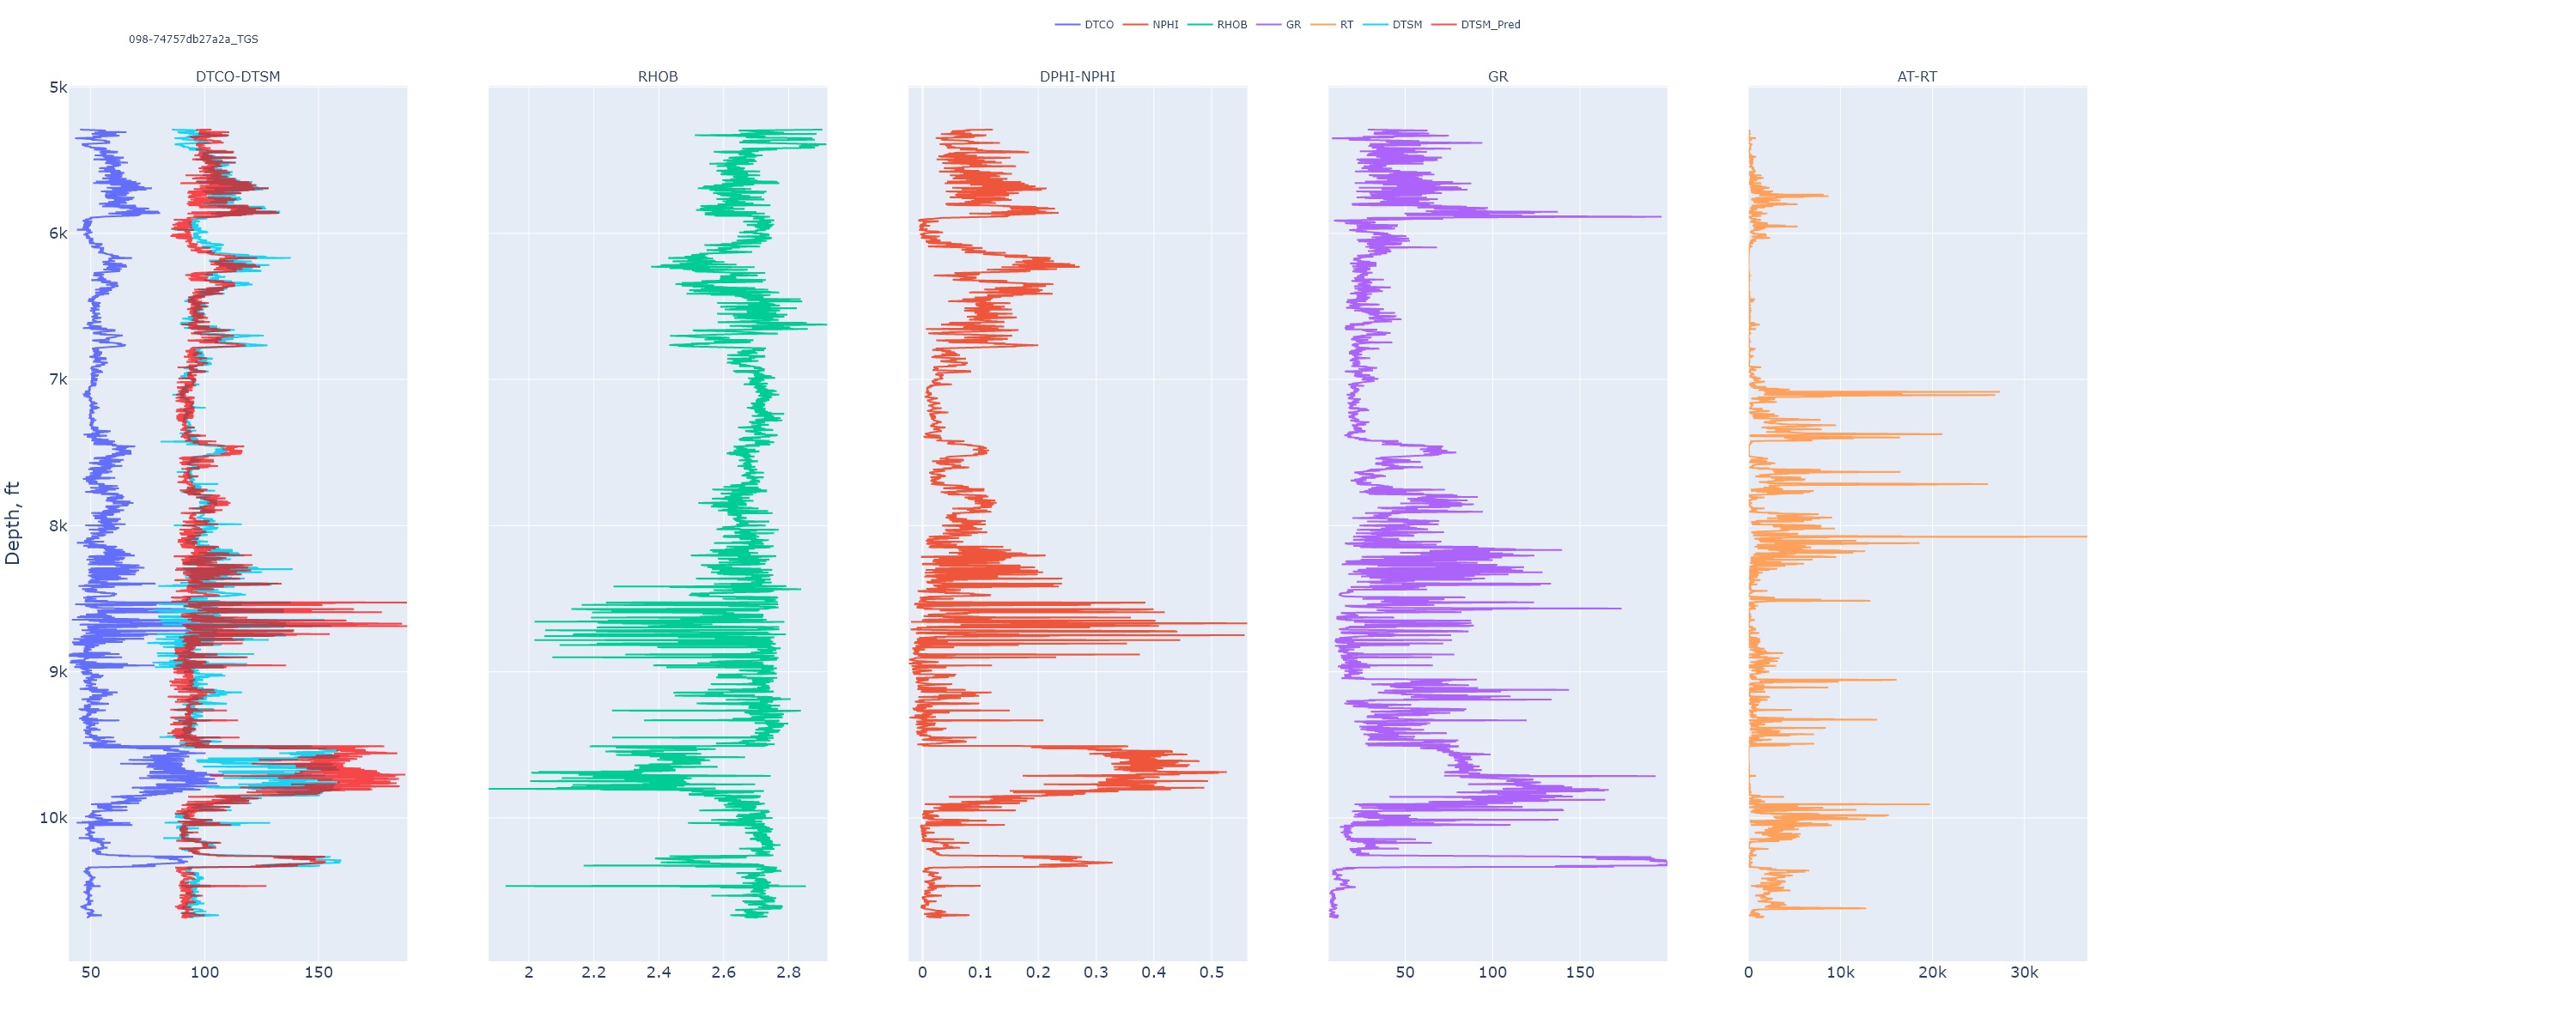 DTCO NPHI RHOB GR RT DTSM DTSM_Pred
098-74757db27a2a_TGS
DTCO-DTSM RHOB DPHI-NPHI GR AT-RT
5k
6k
7k
8k
9k
10k
Depth, ft
50 100 150 2 2.2 2.4 2.6 2.8 0 0.1 0.2 0.3 0.4 0.5 50 100 150 0 10k 20k 30k